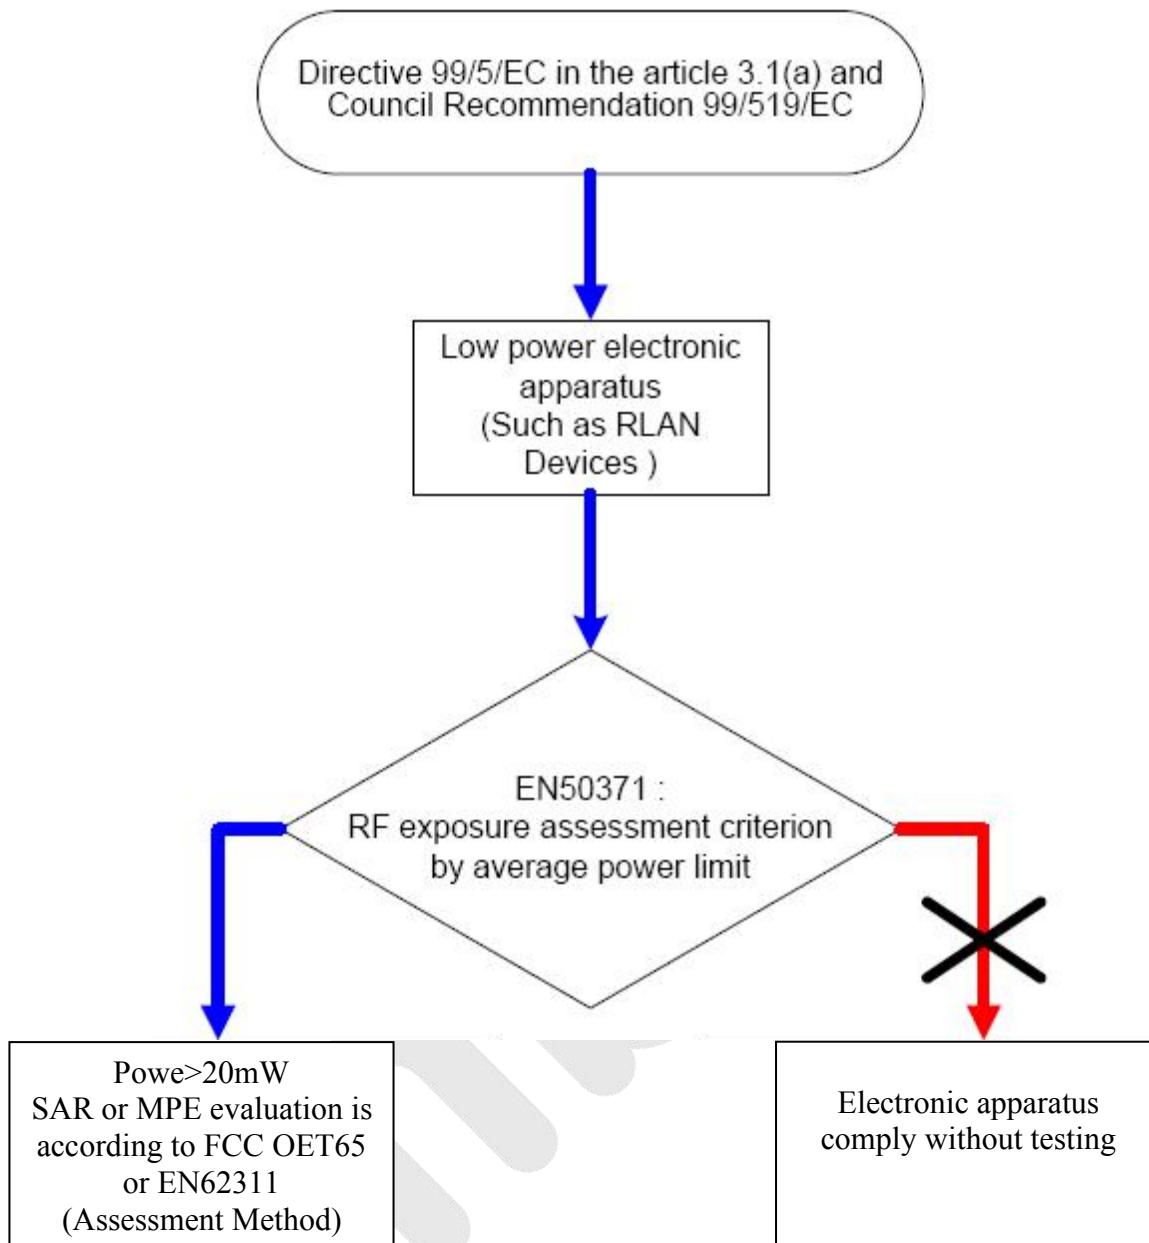 Directive 99/5/EC in the article 3.1(a) and
Council Recommendation 99/519/EC
Low power electronic
apparatus
(Such as RLAN
Devices )
EN50371 :
RF exposure assessment criterion
by average power limit
Powe>20mW
SAR or MPE evaluation is
according to FCC OET65
or EN62311
(Assessment Method)
Electronic apparatus
comply without testing